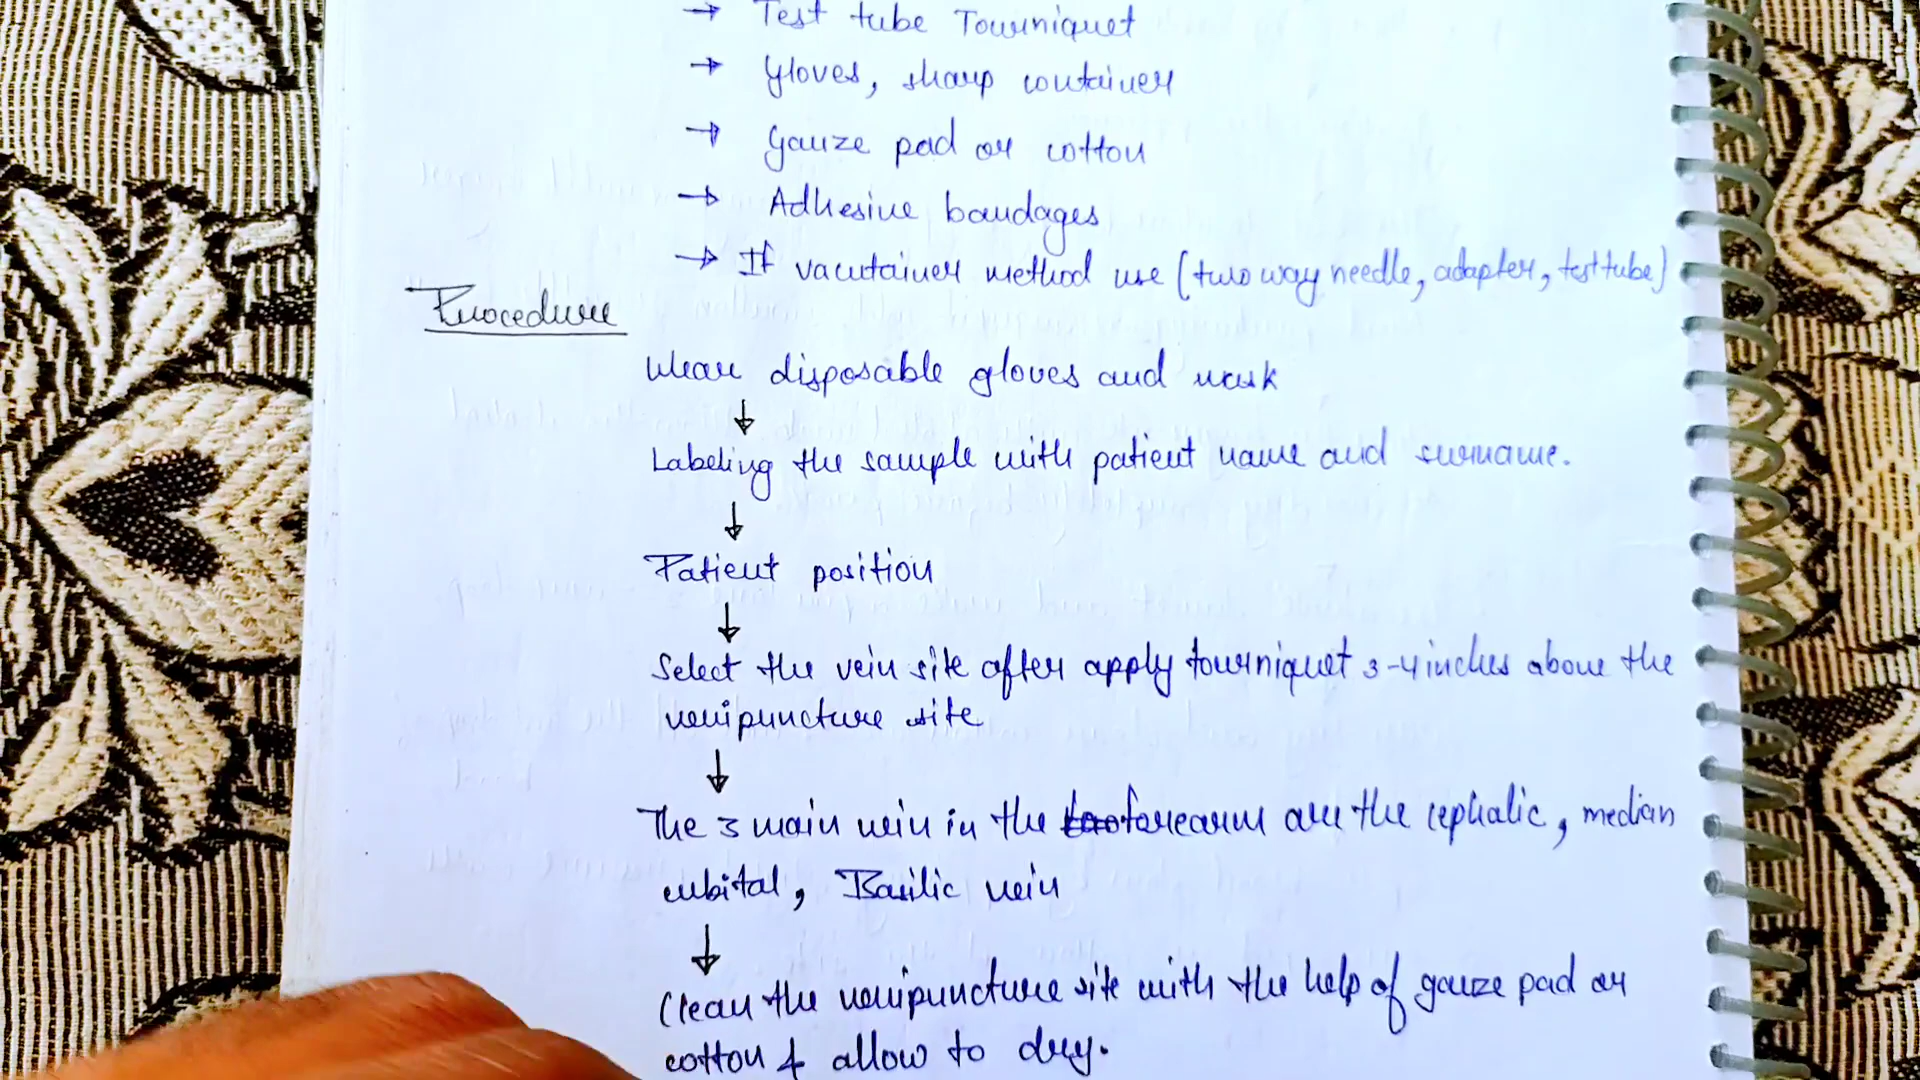 → Test tube Tourniquet
→ Gloves, sharp container
→ Gauze pad or cotton
→ Adhesive bandages
→ If vacutainer method use (two way needle, adapter, test tube)
Procedure
Wear disposable gloves and mask
↓
Labeling the sample with patient name and surname.
↓
Patient position
↓
Select the vein site after apply tourniquet 3-4 inches above the
venipuncture site
↓
The 3 main vein in the forearm are the cephalic, median
cubital, Basilic vein
↓
Clean the venipuncture site with the help of gauze pad or
cotton & allow to dry.